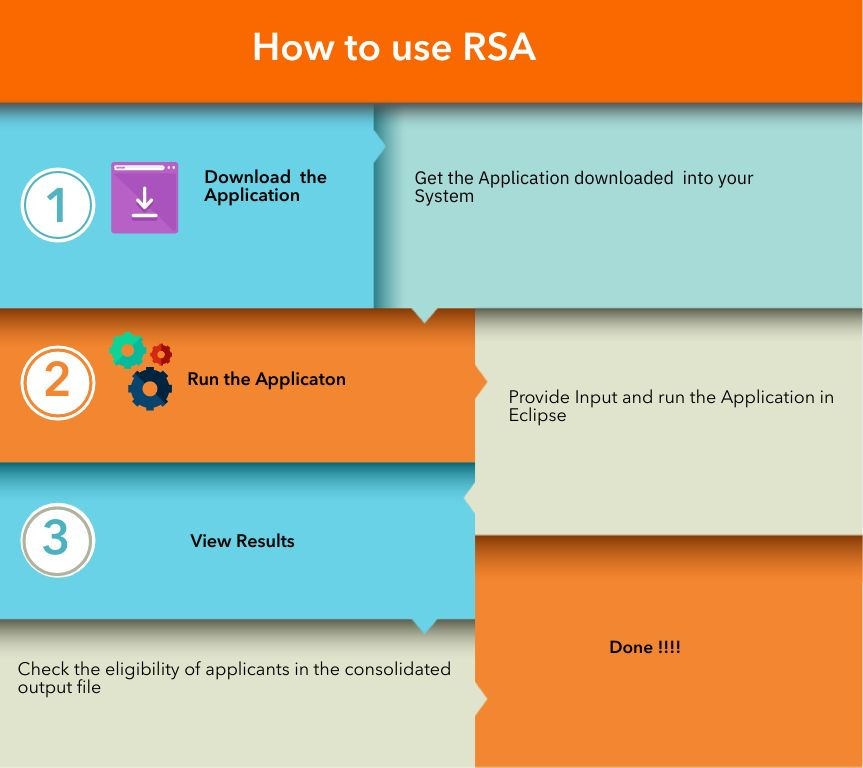 How to use RSA
1
Download  the
Application
Get the Application downloaded  into your
System
2
Run the Applicaton
Provide Input and run the Application in
Eclipse
3
View Results
Check the eligibility of applicants in the consolidated
output file
Done !!!!